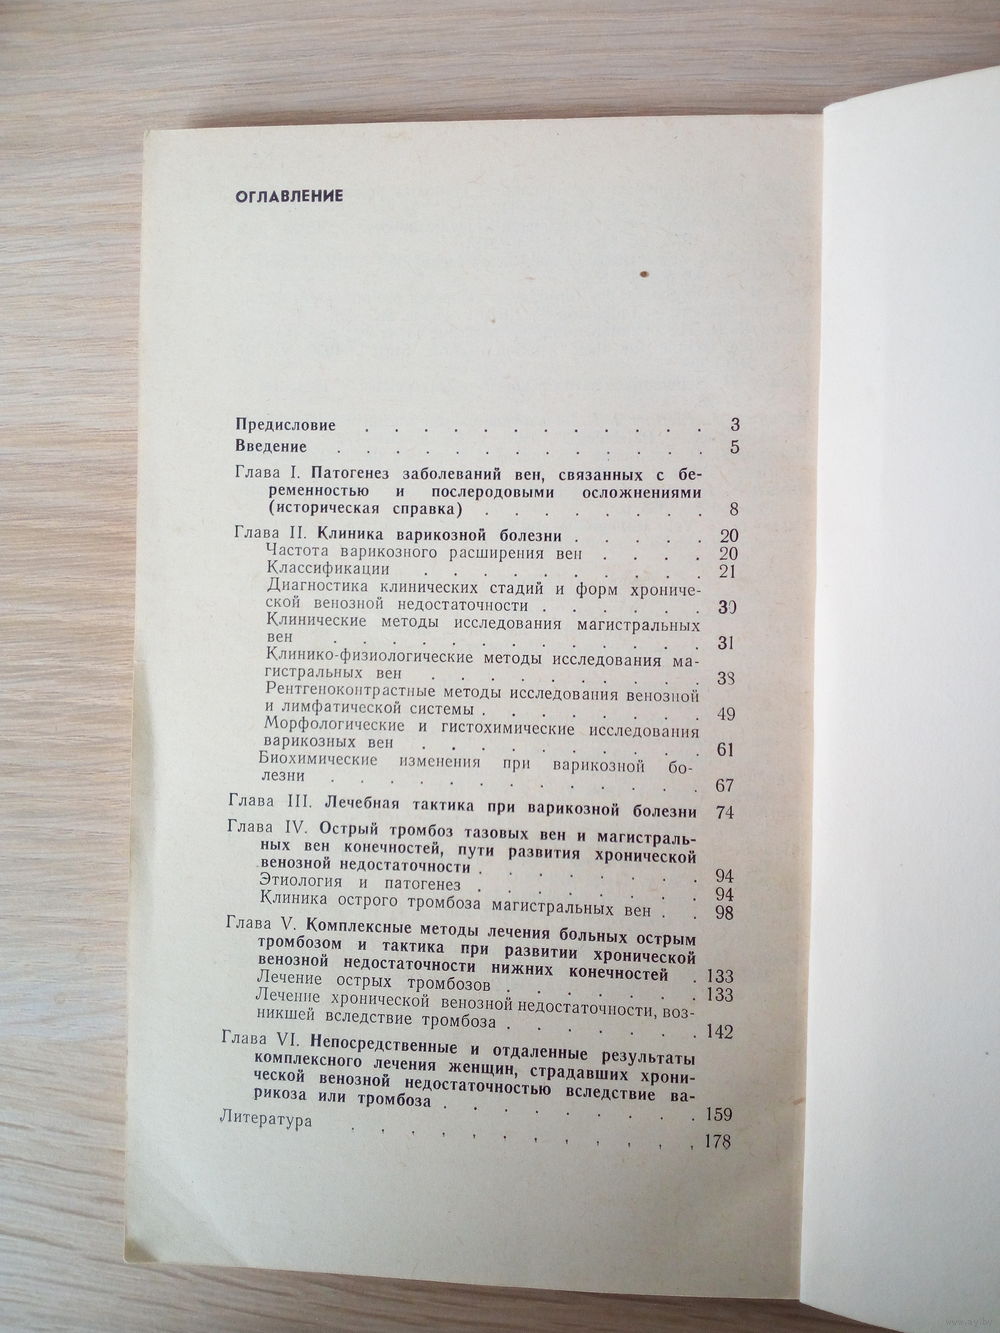 ОГЛАВЛЕНИЕ
Предисловие . . . . . . . . . . . . 3
Введение . . . . . . . . . . . . . 5
Глава I. Патогенез заболеваний вен, связанных с бе-
ременностью и послеродовыми осложнениями
(историческая справка) . . . . . . . . 8
Глава II. Клиника варикозной болезни . . . . . 20
Частота варикозного расширения вен . . . . 20
Классификации . . . . . . . . . . 21
Диагностика клинических стадий и форм хрониче-
ской венозной недостаточности . . . . . . 30
Клинические методы исследования магистральных
вен . . . . . . . . . . . . . 31
Клинико-физиологические методы исследования ма-
гистральных вен . . . . . . . . . . 38
Рентгеноконтрастные методы исследования венозной
и лимфатической системы . . . . . . . . 49
Морфологические и гистохимические исследования
варикозных вен . . . . . . . . . . 61
Биохимические изменения при варикозной бо-
лезни . . . . . . . . . . . . . 67
Глава III. Лечебная тактика при варикозной болезни 74
Глава IV. Острый тромбоз тазовых вен и магистраль-
ных вен конечностей, пути развития хронической
венозной недостаточности . . . . . . . . 94
Этиология и патогенез . . . . . . . . 94
Клиника острого тромбоза магистральных вен . . 98
Глава V. Комплексные методы лечения больных острым
тромбозом и тактика при развитии хронической
венозной недостаточности нижних конечностей . 133
Лечение острых тромбозов . . . . . . . 133
Лечение хронической венозной недостаточности, воз-
никшей вследствие тромбоза . . . . . . . 142
Глава VI. Непосредственные и отдаленные результаты
комплексного лечения женщин, страдавших хрони-
ческой венозной недостаточностью вследствие ва-
рикоза или тромбоза . . . . . . . . . 159
Литература . . . . . . . . . . . . 178
www.ay.by